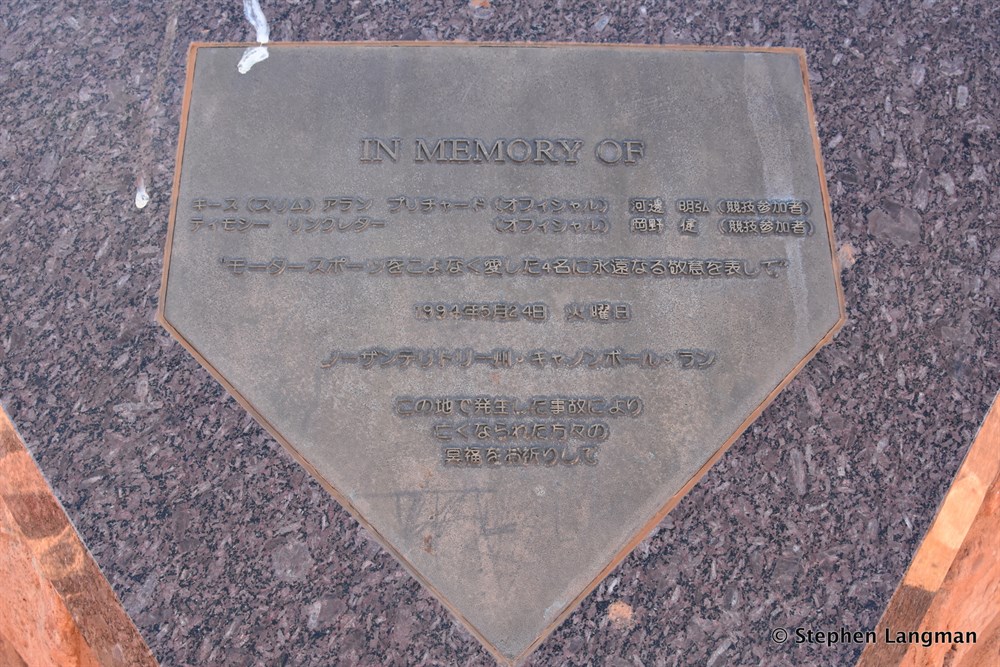 IN MEMORY OF
キース(スリム)アラン プリチャード(オフィシャル) 河邊 明弘(競技参加者)
ティモシー リンクレター (オフィシャル) 岡野 健 (競技参加者)
"モータースポーツをこよなく愛した4名に永遠なる敬意を表して"
1994年5月24日 火曜日
ノーザンテリトリー州・キャノンボール・ラン
この地で発生した事故により
亡くなられた方々の
冥福をお祈りして
© Stephen Langman